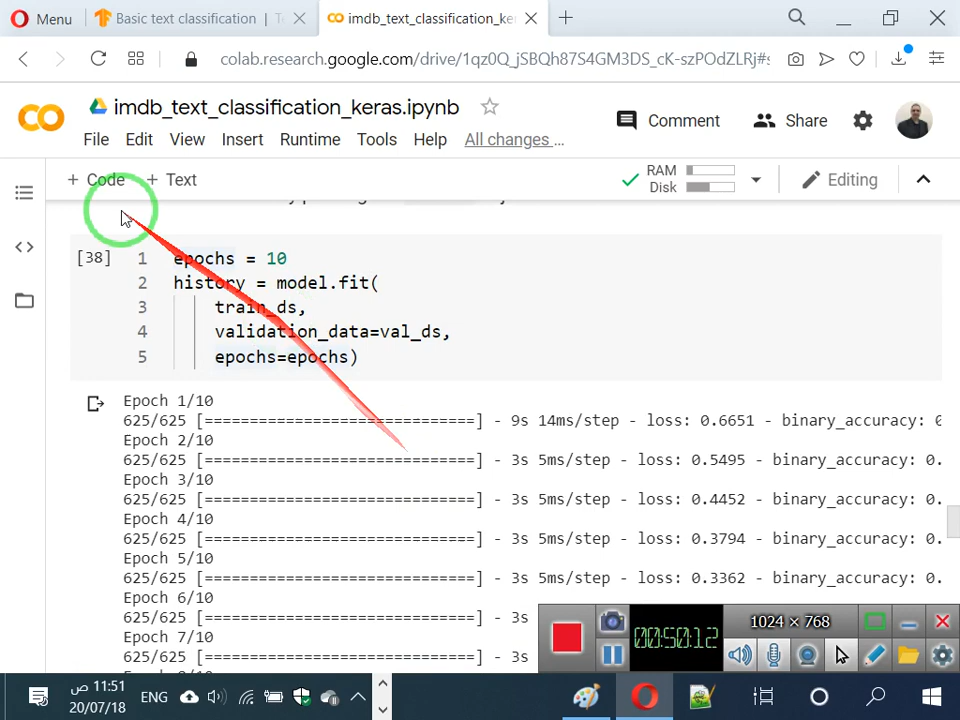 Menu
Basic text classification | T
imdb_text_classification_ke
colab.research.google.com/drive/1qz0Q_jSBQh87S4GM3DS_cK-szPOdZLRj#s
imdb_text_classification_keras.ipynb
File Edit View Insert Runtime Tools Help All changes …
Comment
Share
+ Code + Text
RAM
Disk
Editing
[38]
1 epochs = 10
2 history = model.fit(
3 train_ds,
4 validation_data=val_ds,
5 epochs=epochs)
Epoch 1/10
625/625 [==============================] - 9s 14ms/step - loss: 0.6651 - binary_accuracy: 0
Epoch 2/10
625/625 [==============================] - 3s 5ms/step - loss: 0.5495 - binary_accuracy: 0.
Epoch 3/10
625/625 [==============================] - 3s 5ms/step - loss: 0.4452 - binary_accuracy: 0.
Epoch 4/10
625/625 [==============================] - 3s 5ms/step - loss: 0.3794 - binary_accuracy: 0.
Epoch 5/10
625/625 [==============================] - 3s 5ms/step - loss: 0.3362 - binary_accuracy: 0.
Epoch 6/10
625/625 [==============================] - 3s
Epoch 7/10
625/625 [==============================] - 3s
00:50:12
1024 × 768
11:51 ص
20/07/18
ENG